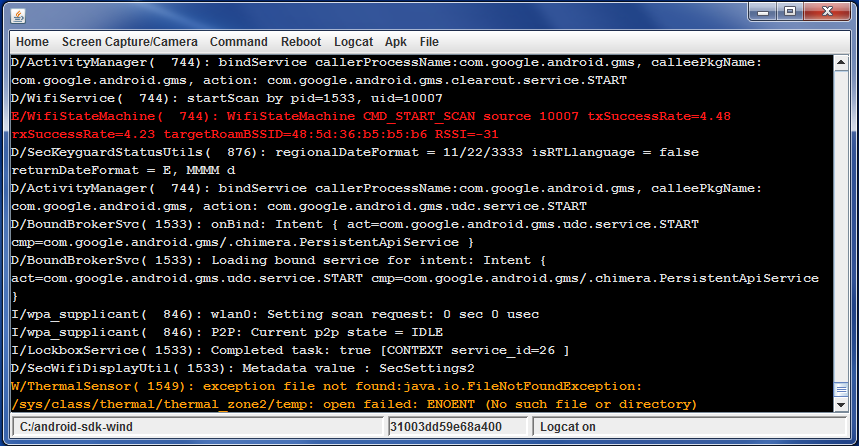 Home Screen Capture/Camera Command Reboot Logcat Apk File
D/ActivityManager(  744): bindService callerProcessName:com.google.android.gms, calleePkgName:
com.google.android.gms, action: com.google.android.gms.clearcut.service.START
D/WifiService(  744): startScan by pid=1533, uid=10007
E/WifiStateMachine(  744): WifiStateMachine CMD_START_SCAN source 10007 txSuccessRate=4.48
rxSuccessRate=4.23 targetRoamBSSID=48:5d:36:b5:b5:b6 RSSI=-31
D/SecKeyguardStatusUtils(  876): regionalDateFormat = 11/22/3333 isRTLlanguage = false
returnDateFormat = E, MMMM d
D/ActivityManager(  744): bindService callerProcessName:com.google.android.gms, calleePkgName:
com.google.android.gms, action: com.google.android.gms.udc.service.START
D/BoundBrokerSvc( 1533): onBind: Intent { act=com.google.android.gms.udc.service.START
cmp=com.google.android.gms/.chimera.PersistentApiService }
D/BoundBrokerSvc( 1533): Loading bound service for intent: Intent {
act=com.google.android.gms.udc.service.START cmp=com.google.android.gms/.chimera.PersistentApiService
}
I/wpa_supplicant(  846): wlan0: Setting scan request: 0 sec 0 usec
I/wpa_supplicant(  846): P2P: Current p2p state = IDLE
I/LockboxService( 1533): Completed task: true [CONTEXT service_id=26 ]
D/SecWifiDisplayUtil( 1533): Metadata value : SecSettings2
W/ThermalSensor( 1549): exception file not found:java.io.FileNotFoundException:
/sys/class/thermal/thermal_zone2/temp: open failed: ENOENT (No such file or directory)
C:/android-sdk-wind 31003dd59e68a400 Logcat on